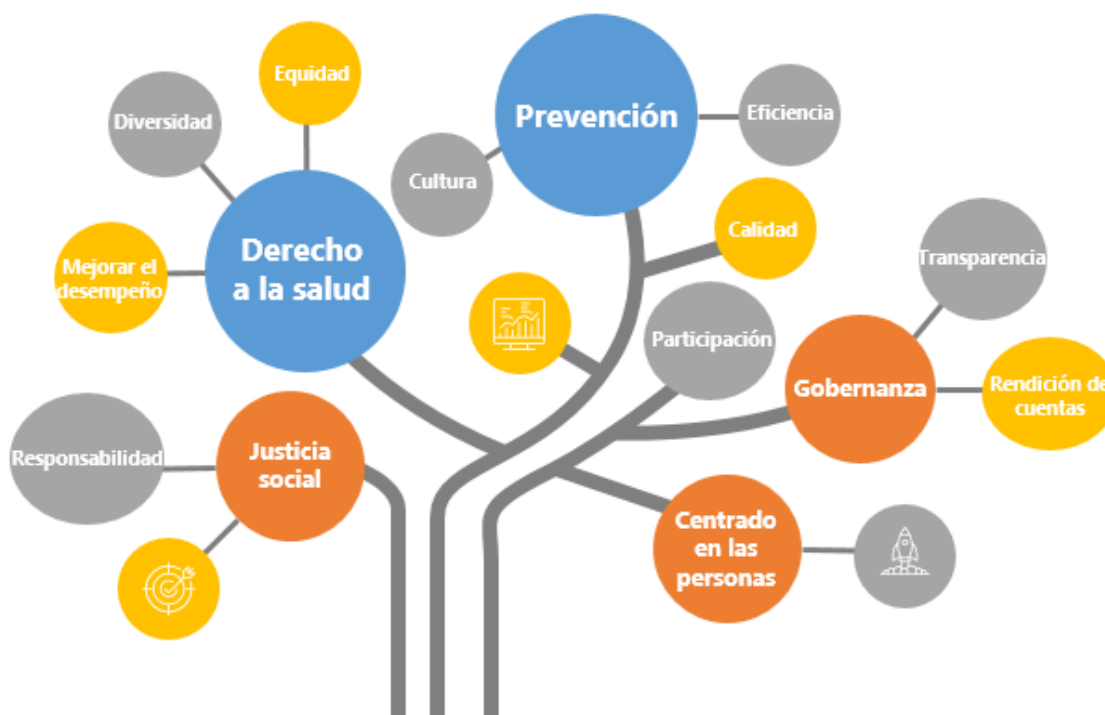 Equidad
Diversidad
Mejorar el
desempeño
Derecho
a la salud
Prevención
Eficiencia
Cultura
Calidad
Transparencia
Participación
Gobernanza
Rendición de
cuentas
Responsabilidad
Justicia
social
Centrado
en las
personas